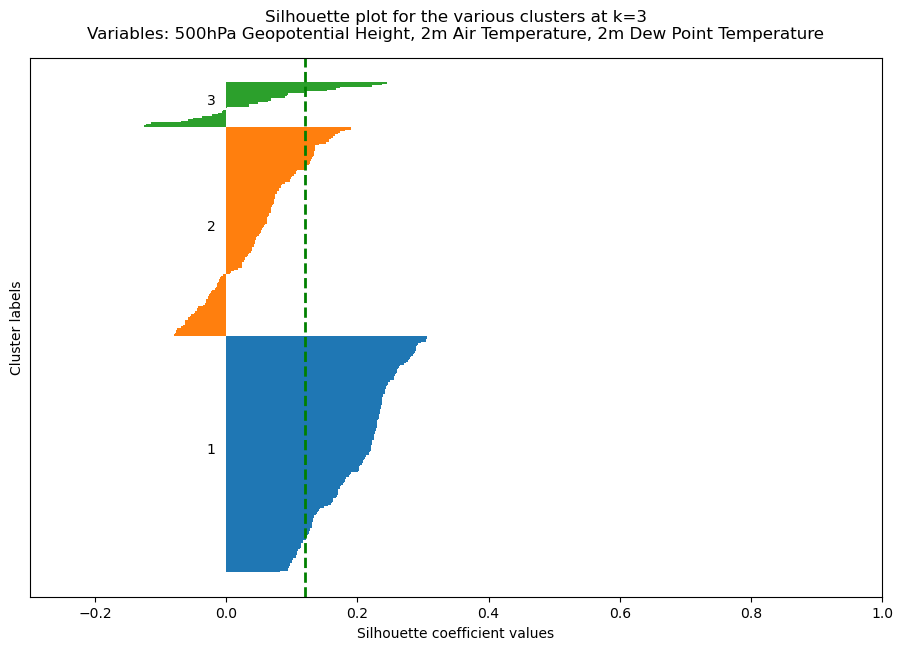 Silhouette plot for the various clusters at k=3
Variables: 500hPa Geopotential Height, 2m Air Temperature, 2m Dew Point Temperature
Cluster labels
3
2
1
−0.2
0.0
0.2
0.4
0.6
0.8
1.0
Silhouette coefficient values